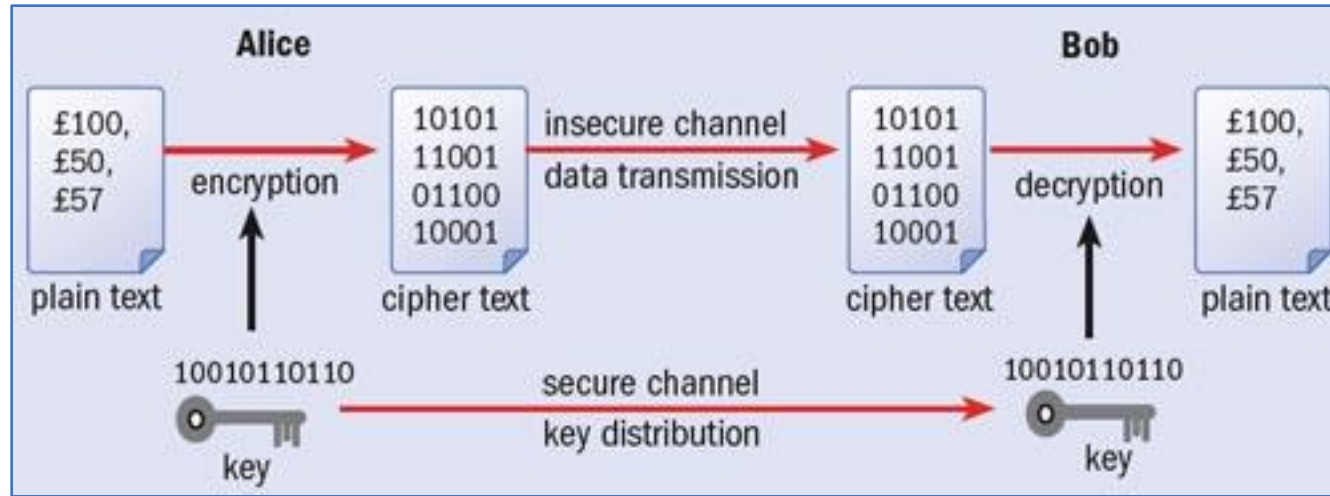 Alice
Bob
£100,
£50,
£57
plain text
encryption
10101
11001
01100
10001
cipher text
insecure channel
data transmission
10101
11001
01100
10001
cipher text
decryption
£100,
£50,
£57
plain text
10010110110
key
secure channel
key distribution
10010110110
key